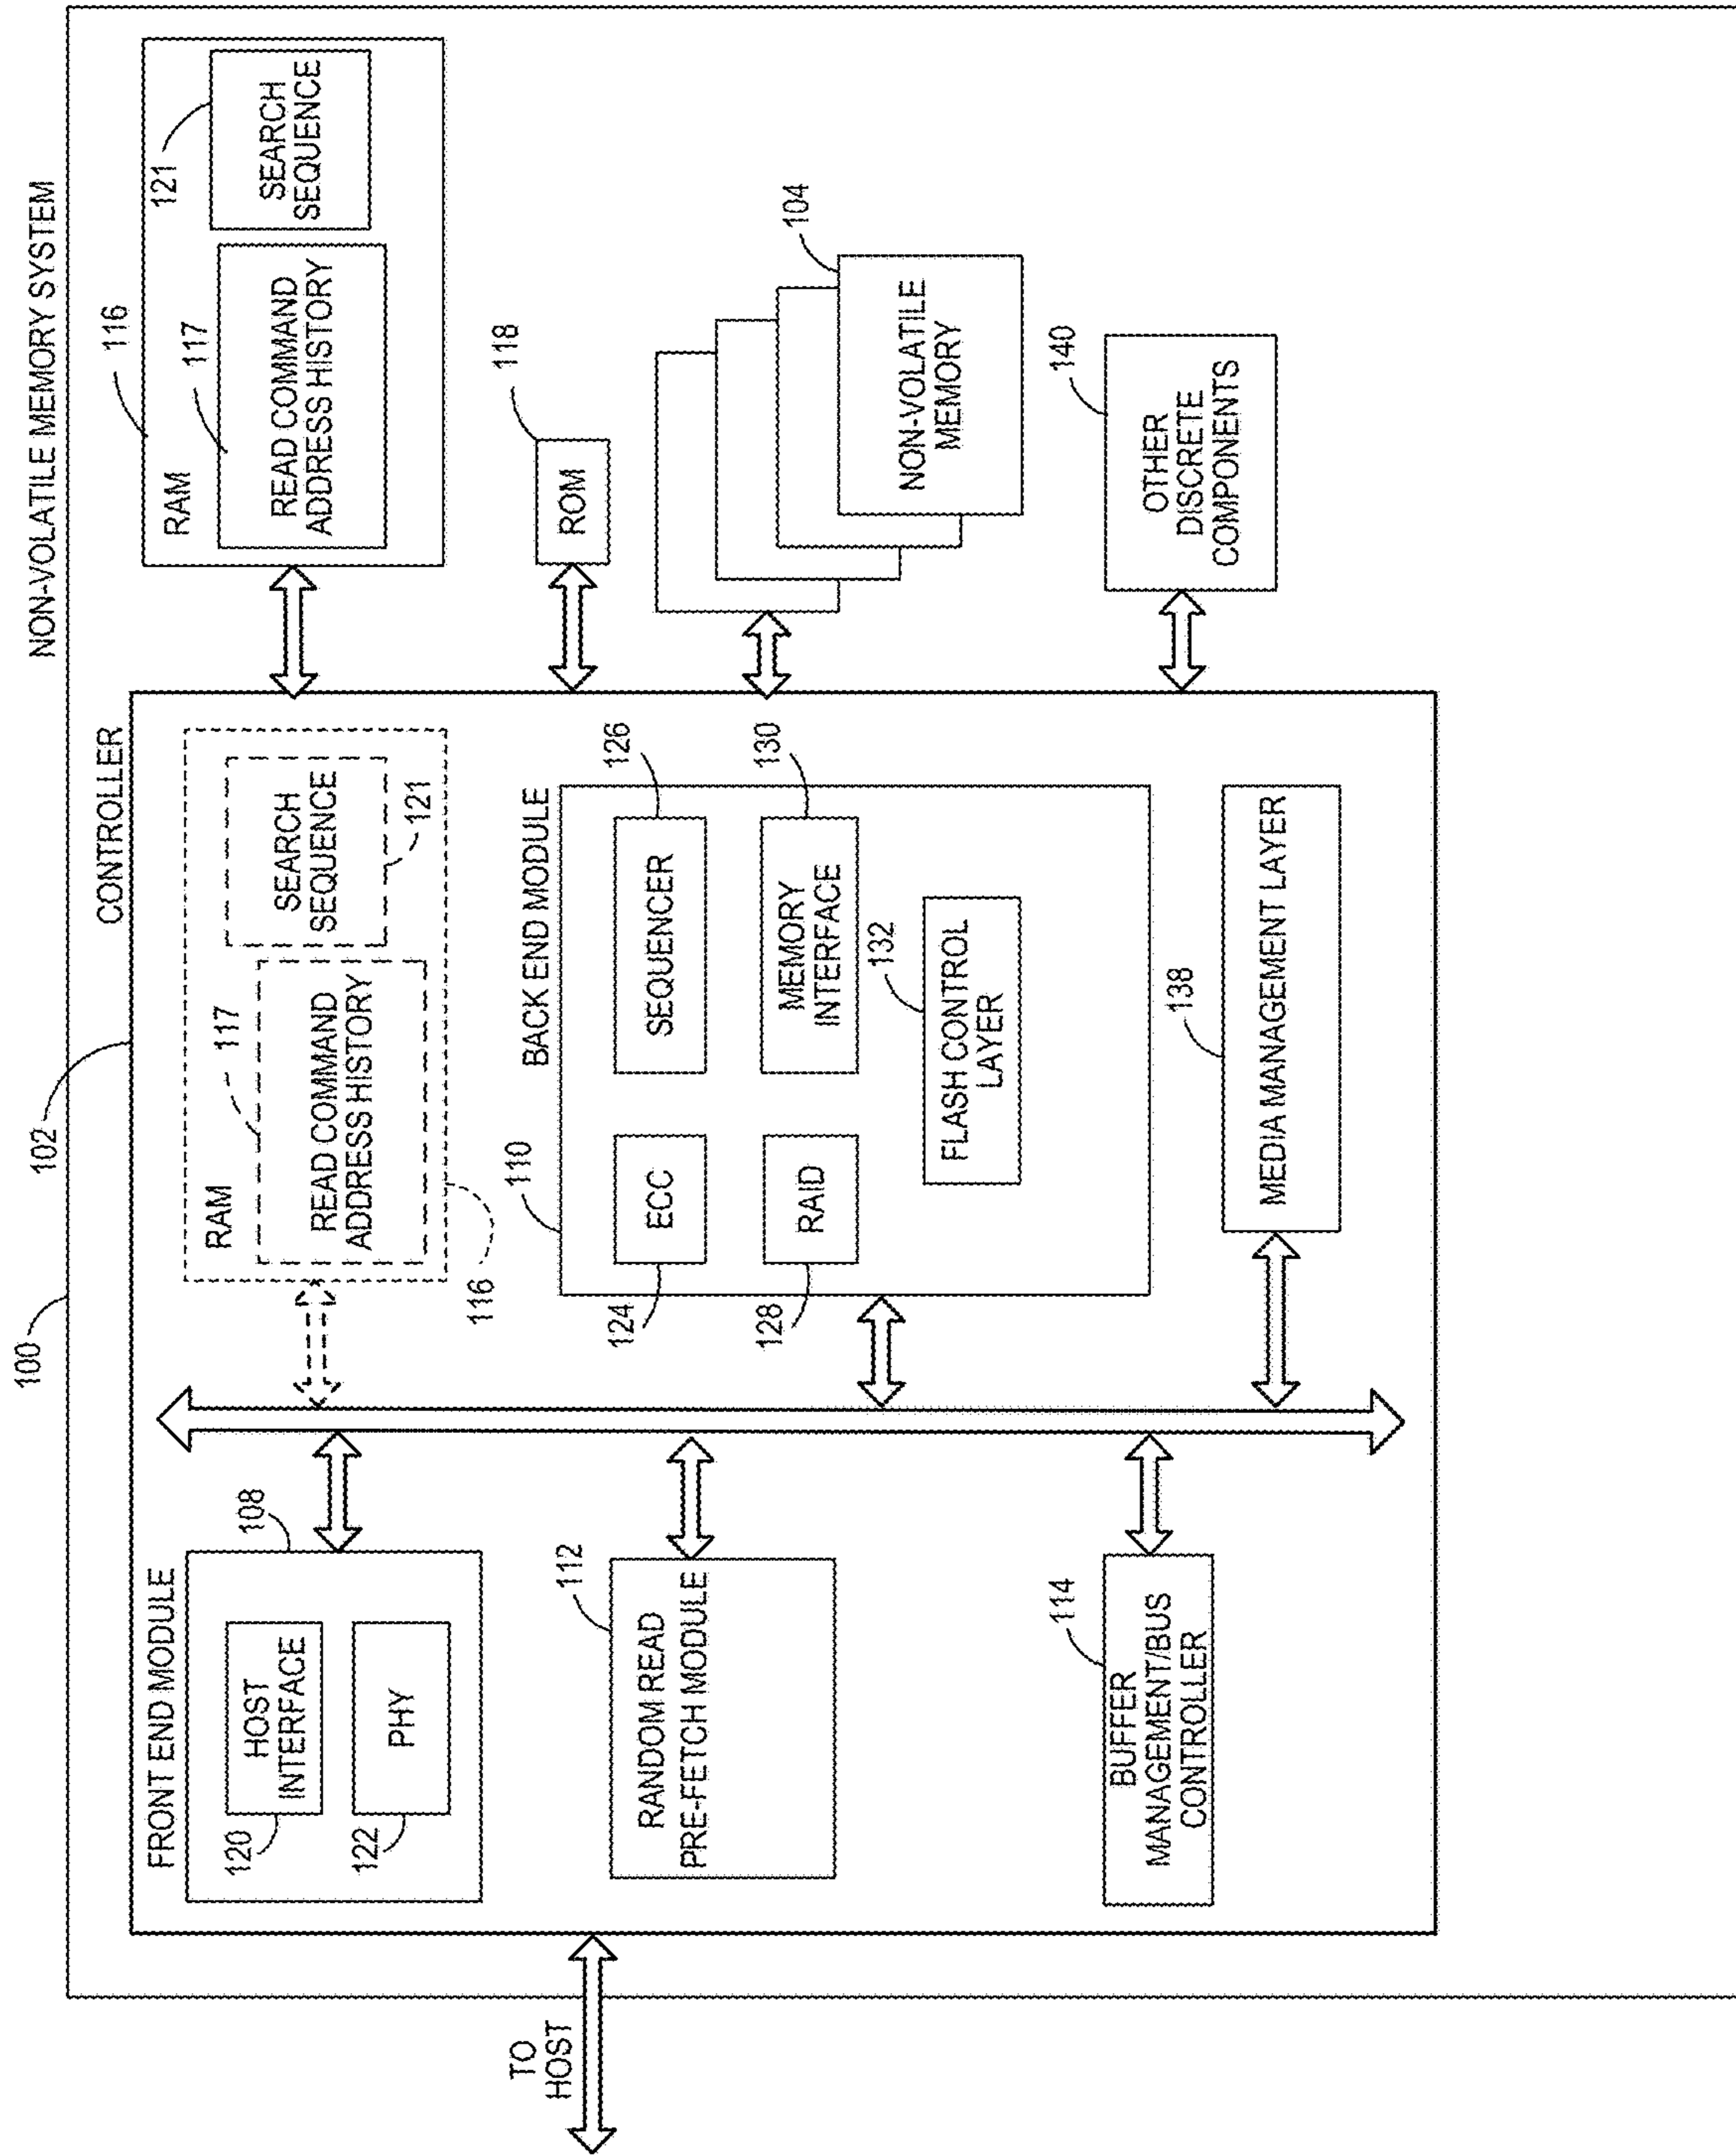 NON-VOLATILE MEMORY SYSTEM
100
102
CONTROLLER
TO
HOST
FRONT END MODULE
108
HOST
INTERFACE
120
PHY
122
RANDOM READ
PRE-FETCH MODULE
112
BUFFER
MANAGEMENT/BUS
CONTROLLER
114
RAM
117
READ COMMAND
ADDRESS HISTORY
SEARCH
SEQUENCE
121
116
BACK END MODULE
110
ECC
124
SEQUENCER
126
RAID
128
MEMORY
INTERFACE
130
FLASH CONTROL
LAYER
132
MEDIA MANAGEMENT LAYER
138
116
RAM
117
READ COMMAND
ADDRESS HISTORY
121
SEARCH
SEQUENCE
118
ROM
104
NON-VOLATILE
MEMORY
140
OTHER
DISCRETE
COMPONENTS